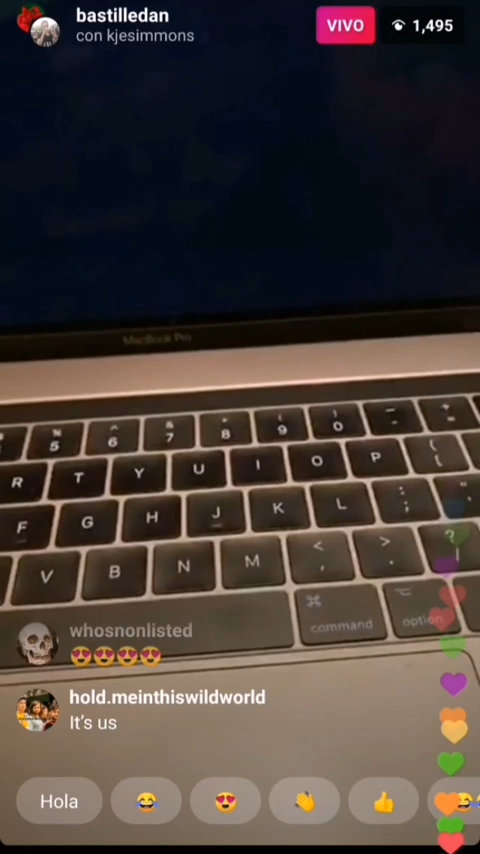 bastilledan
con kjesimmons
VIVO
1,495
MacBook Pro
% ^ & * ( ) _ +
5 6 7 8 9 0 - =
R T Y U I O P { [
F G H J K L : ; "
V B N M < , > . ? /
⌘ command
⌥ option
whosnonlisted
😍😍😍😍
hold.meinthiswildworld
It's us
Hola 😂 😍 👏 👍 😂